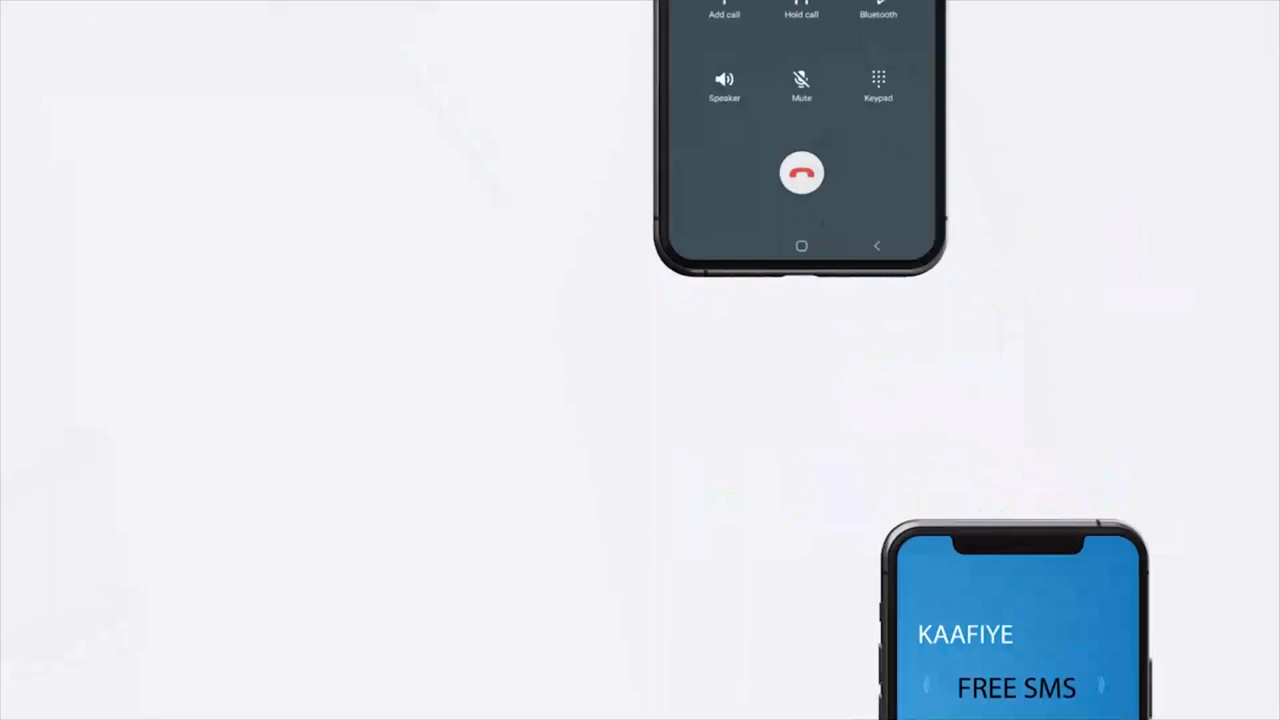 Add call Hold call Bluetooth
Speaker Mute Keypad
KAAFIYE
FREE SMS